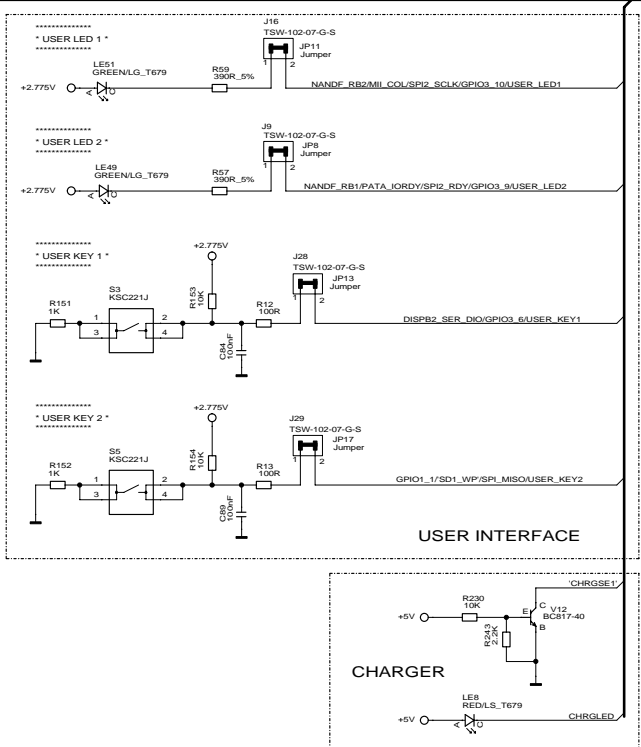 **************
* USER LED 1 *
**************
J16
TSW-102-07-G-S
JP11
Jumper
LE51
GREEN/LG_T679
R59
390R_5%
1 2
+2.775V
A C
NANDF_RB2/MII_COL/SPI2_SCLK/GPIO3_10/USER_LED1
**************
* USER LED 2 *
**************
J9
TSW-102-07-G-S
JP8
Jumper
LE49
GREEN/LG_T679
R57
390R_5%
1 2
+2.775V
A C
NANDF_RB1/PATA_IORDY/SPI2_RDY/GPIO3_9/USER_LED2
**************
* USER KEY 1 *
**************
+2.775V
J28
TSW-102-07-G-S
JP13
Jumper
S3
KSC221J
R153
10K
R151
1K
R12
100R
1 2
1 2
3 4
C84
100nF
DISPB2_SER_DIO/GPIO3_6/USER_KEY1
**************
* USER KEY 2 *
**************
+2.775V
J29
TSW-102-07-G-S
JP17
Jumper
S5
KSC221J
R154
10K
R152
1K
R13
100R
1 2
1 2
3 4
C89
100nF
GPIO1_1/'SD1_WP'/SPI_MISO/USER_KEY2
USER INTERFACE
'CHRGSE1'
R230
10K
+5V
E C
B
V12
BC817-40
R243
2.2K
CHARGER
LE8
RED/LS_T679
+5V
A C
CHRGLED